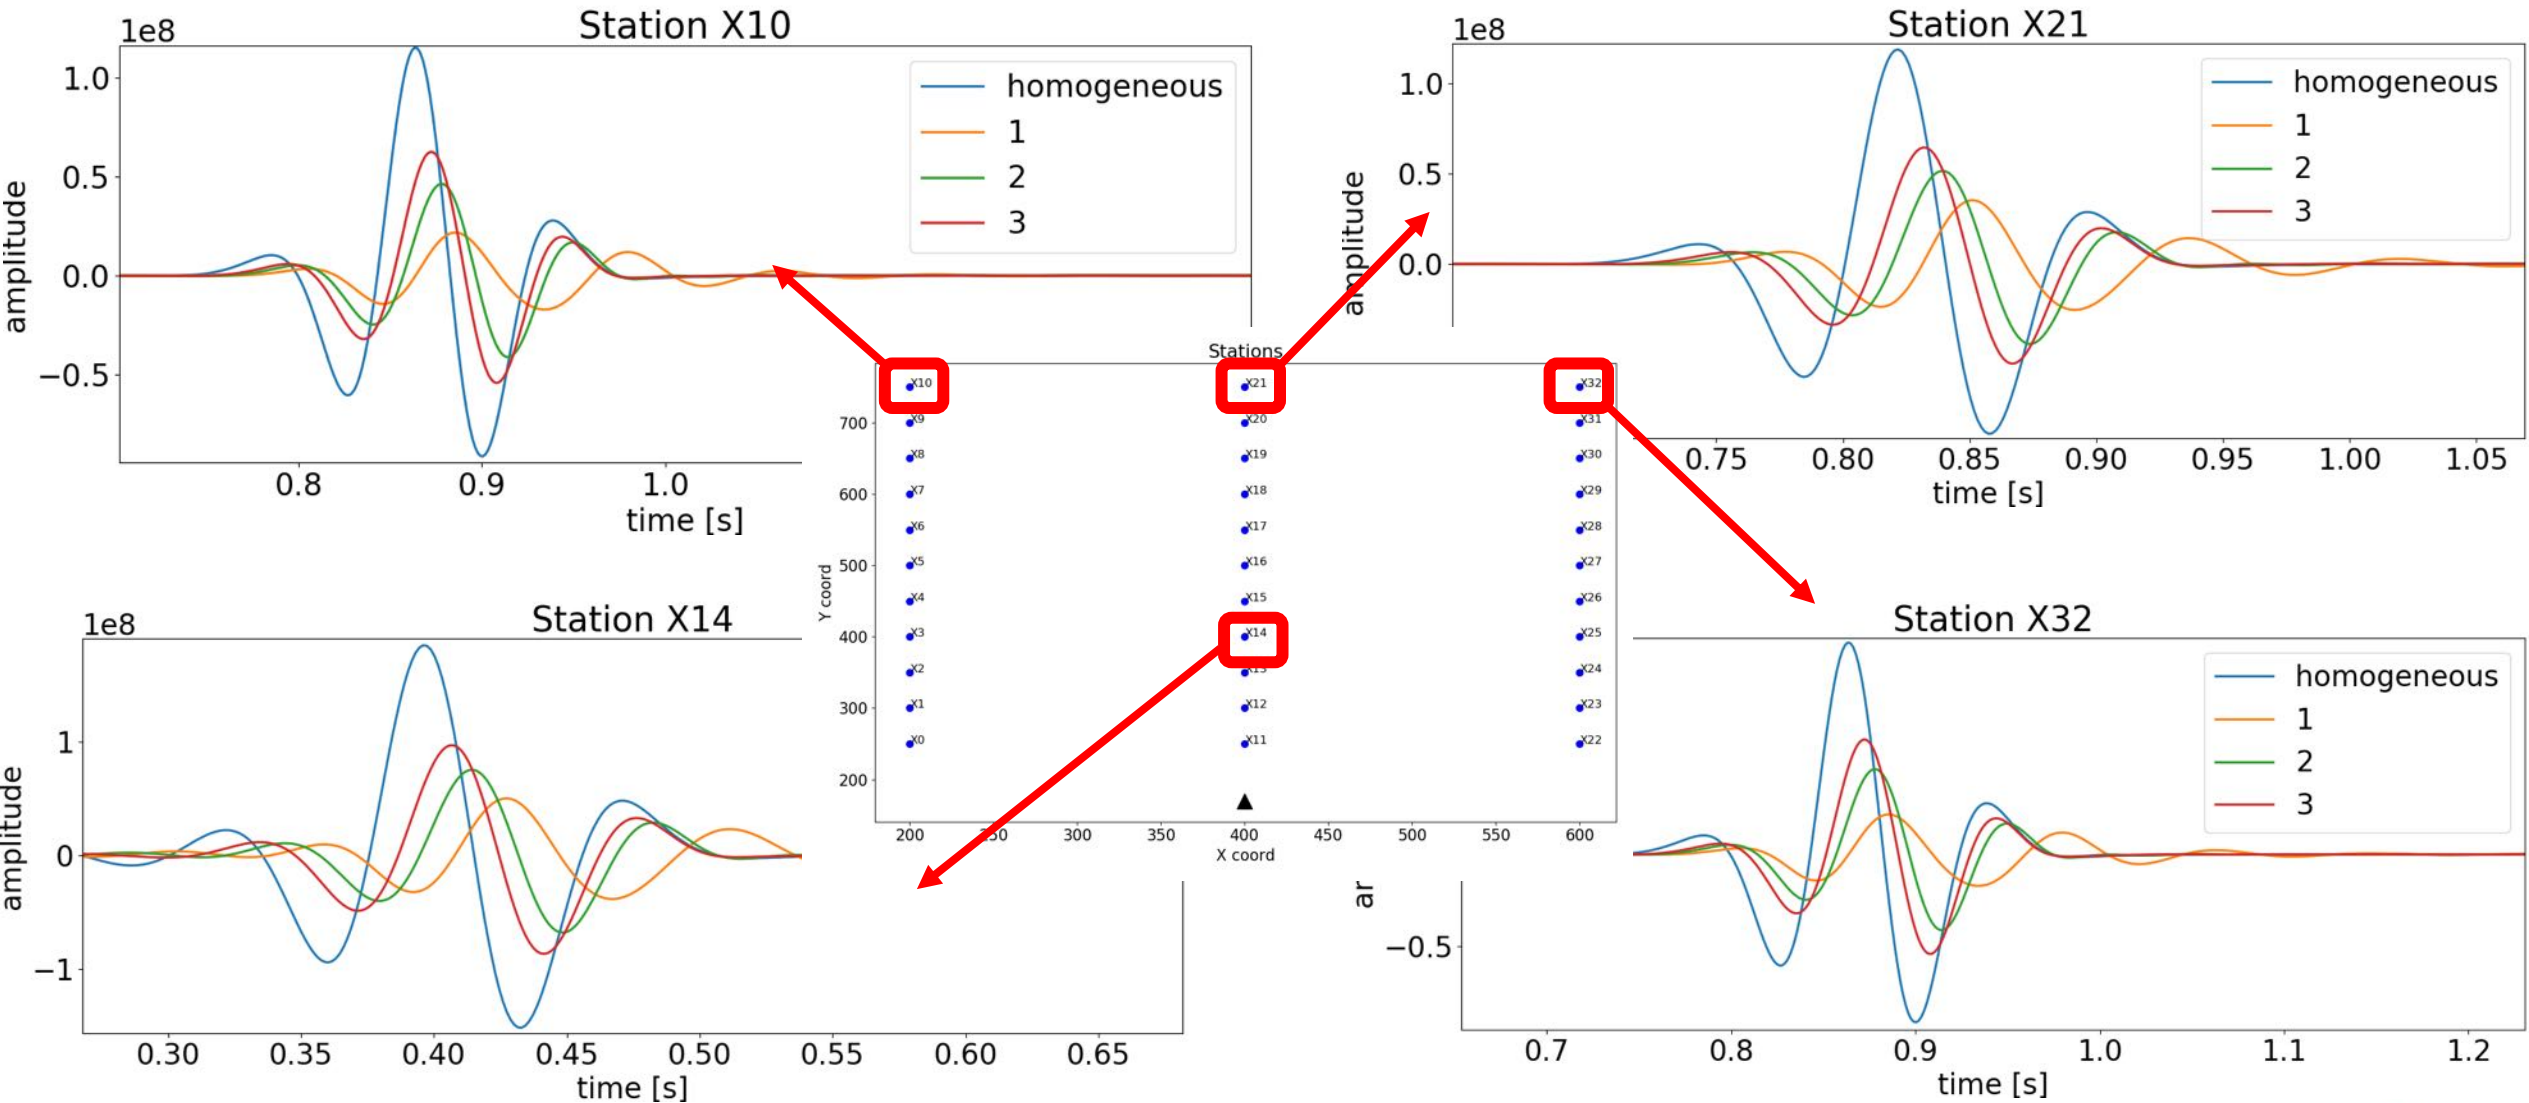 Station X10
1e8
1.0
0.5
0.0
−0.5
amplitude
homogeneous
1
2
3
0.8
0.9
1.0
time [s]
Station X21
1e8
1.0
0.5
0.0
amplitude
homogeneous
1
2
3
0.75
0.80
0.85
0.90
0.95
1.00
1.05
time [s]
Stations
X10
X9
X8
X7
X6
X5
X4
X3
X2
X1
X0
X21
X20
X19
X18
X17
X16
X15
X14
X13
X12
X11
X32
X31
X30
X29
X28
X27
X26
X25
X24
X23
X22
700
600
500
400
300
200
Y coord
200
250
300
350
400
450
500
550
600
X coord
Station X14
1e8
1
0
−1
amplitude
0.30
0.35
0.40
0.45
0.50
0.55
0.60
0.65
time [s]
Station X32
homogeneous
1
2
3
ar
−0.5
0.7
0.8
0.9
1.0
1.1
1.2
time [s]